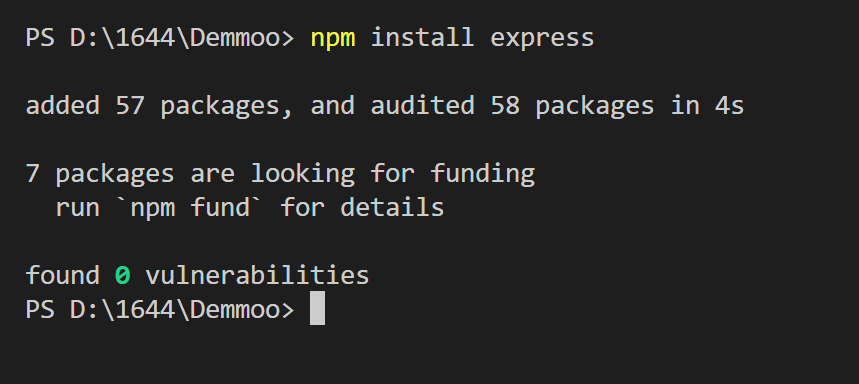 PS D:\1644\Demmoo> npm install express
added 57 packages, and audited 58 packages in 4s
7 packages are looking for funding
  run `npm fund` for details
found 0 vulnerabilities
PS D:\1644\Demmoo>